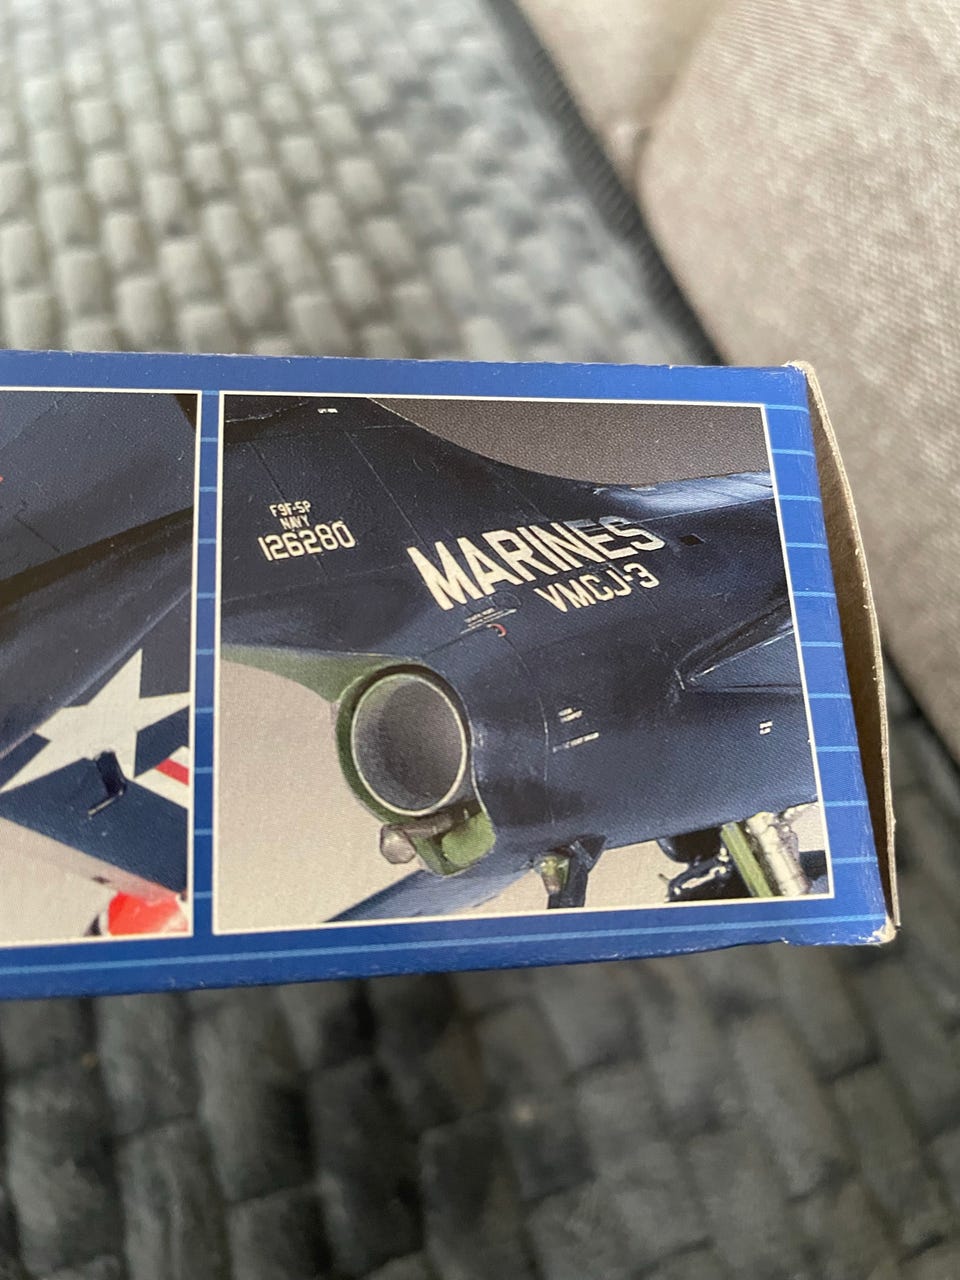 F9F-5P
NAVY
126280
MARINES
VMCJ-3